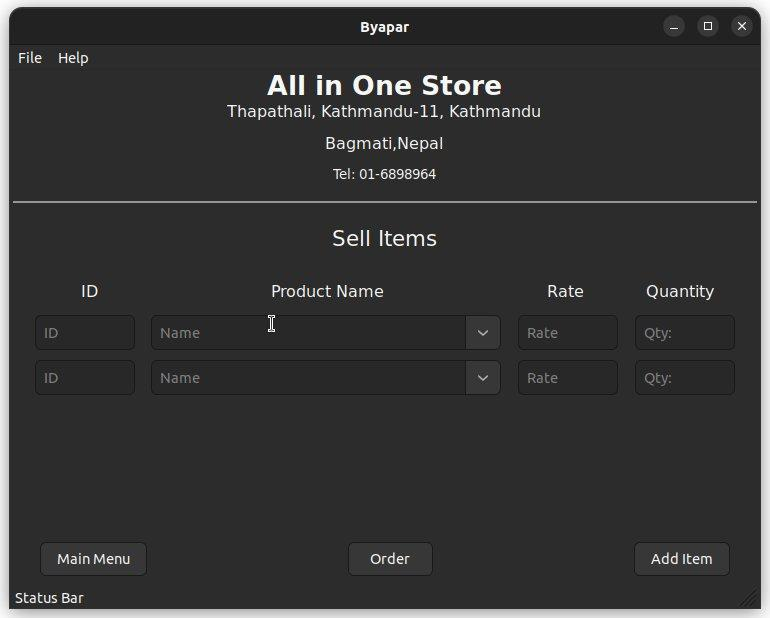 Byapar
File Help
All in One Store
Thapathali, Kathmandu-11, Kathmandu
Bagmati,Nepal
Tel: 01-6898964
Sell Items
ID Product Name Rate Quantity
ID Name Rate Qty:
ID Name Rate Qty:
Main Menu Order Add Item
Status Bar